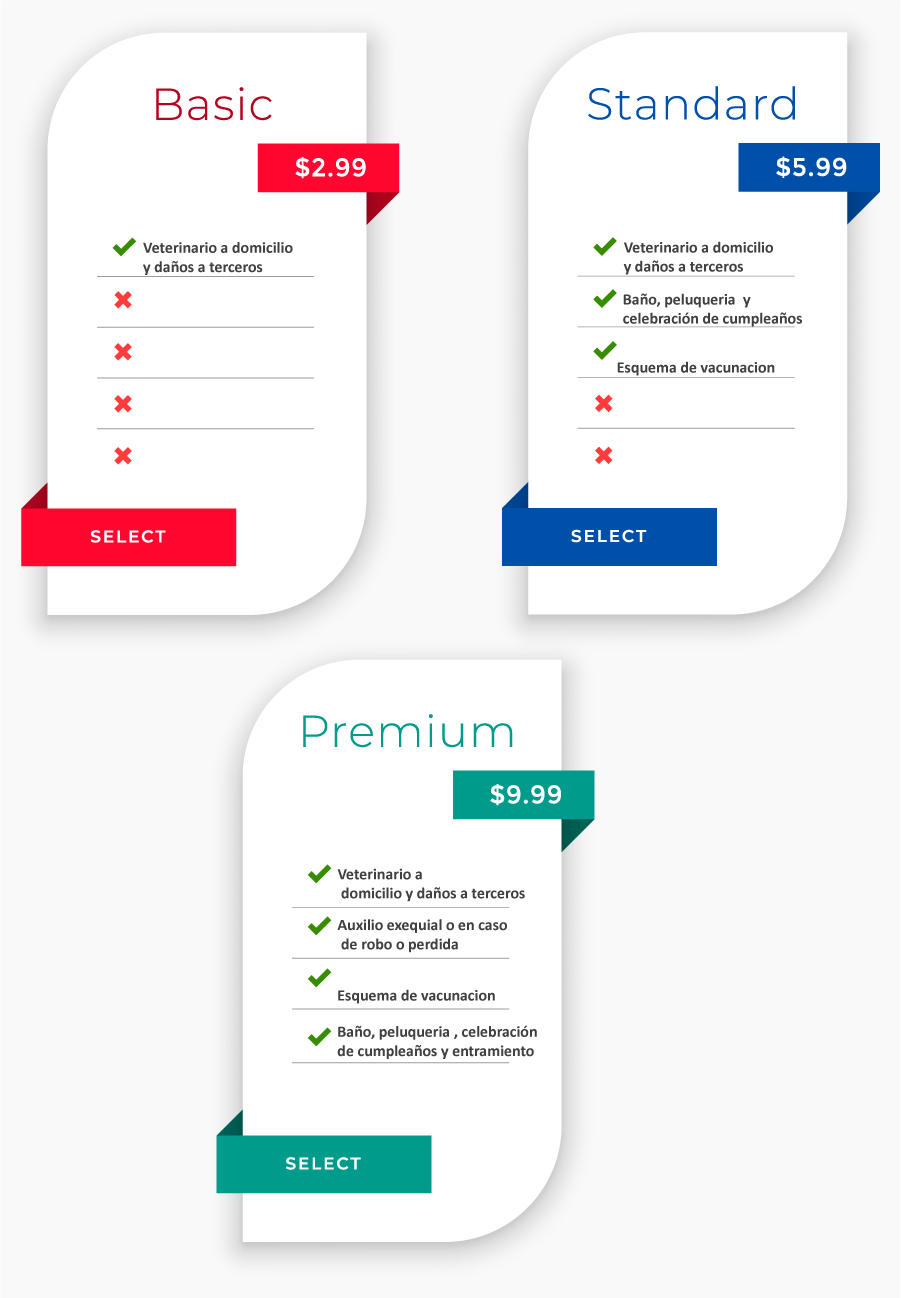 Basic
$2.99
Veterinario a domicilio
y daños a terceros
SELECT
Standard
$5.99
Veterinario a domicilio
y daños a terceros
Baño, peluqueria y
celebración de cumpleaños
Esquema de vacunacion
SELECT
Premium
$9.99
Veterinario a
domicilio y daños a terceros
Auxilio exequial o en caso
de robo o perdida
Esquema de vacunacion
Baño, peluqueria , celebración
de cumpleaños y entramiento
SELECT